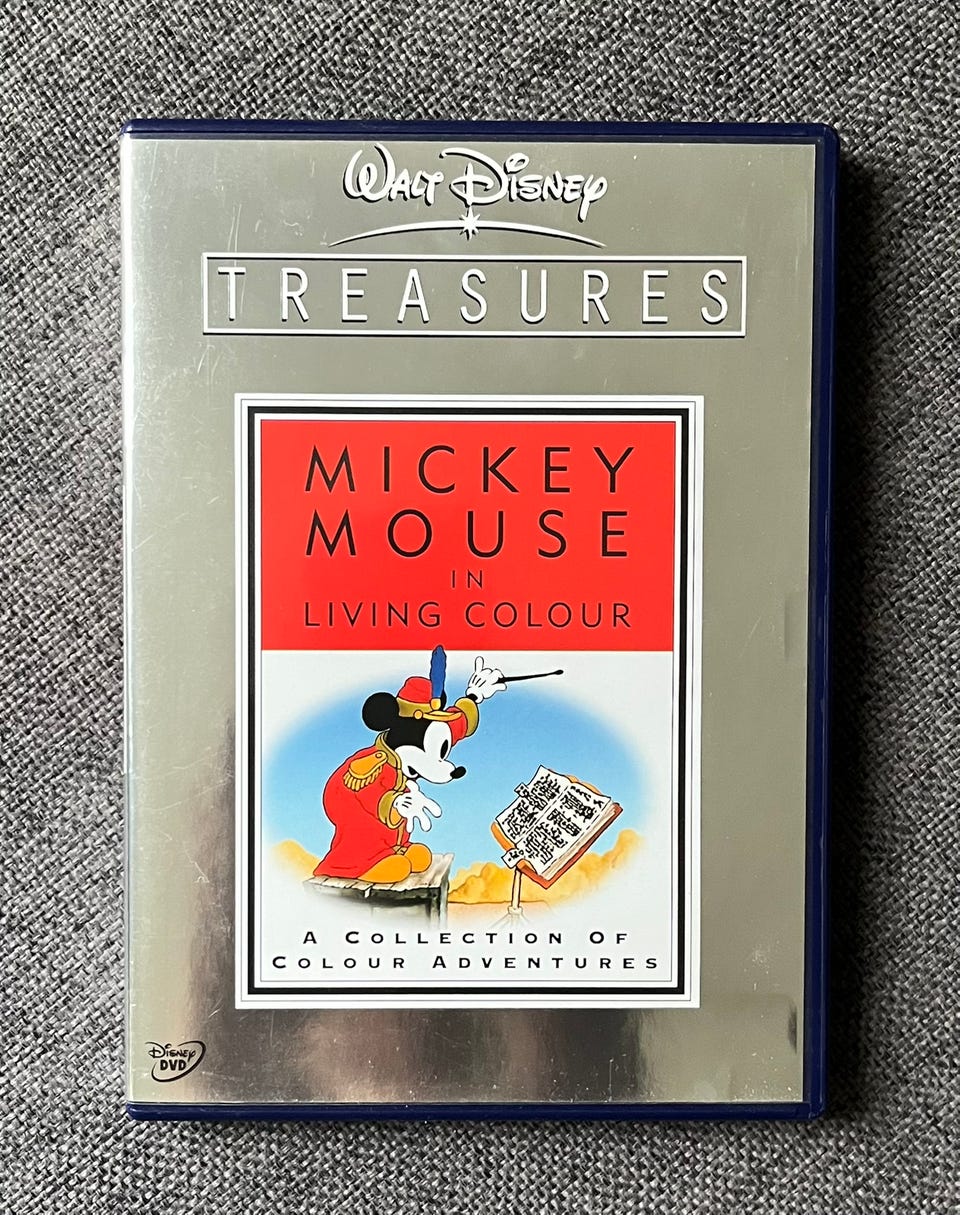 WALT DISNEY
TREASURES
MICKEY
MOUSE
IN
LIVING COLOUR
A COLLECTION OF
COLOUR ADVENTURES
DISNEY
DVD